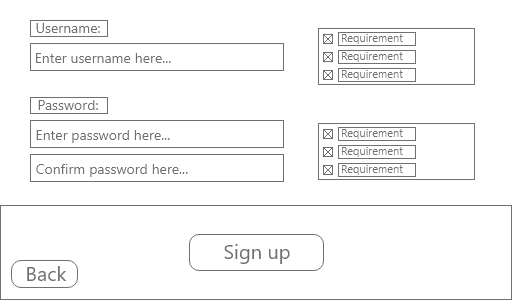 Username:
Enter username here...
Requirement
Requirement
Requirement
Password:
Enter password here...
Confirm password here...
Requirement
Requirement
Requirement
Sign up
Back